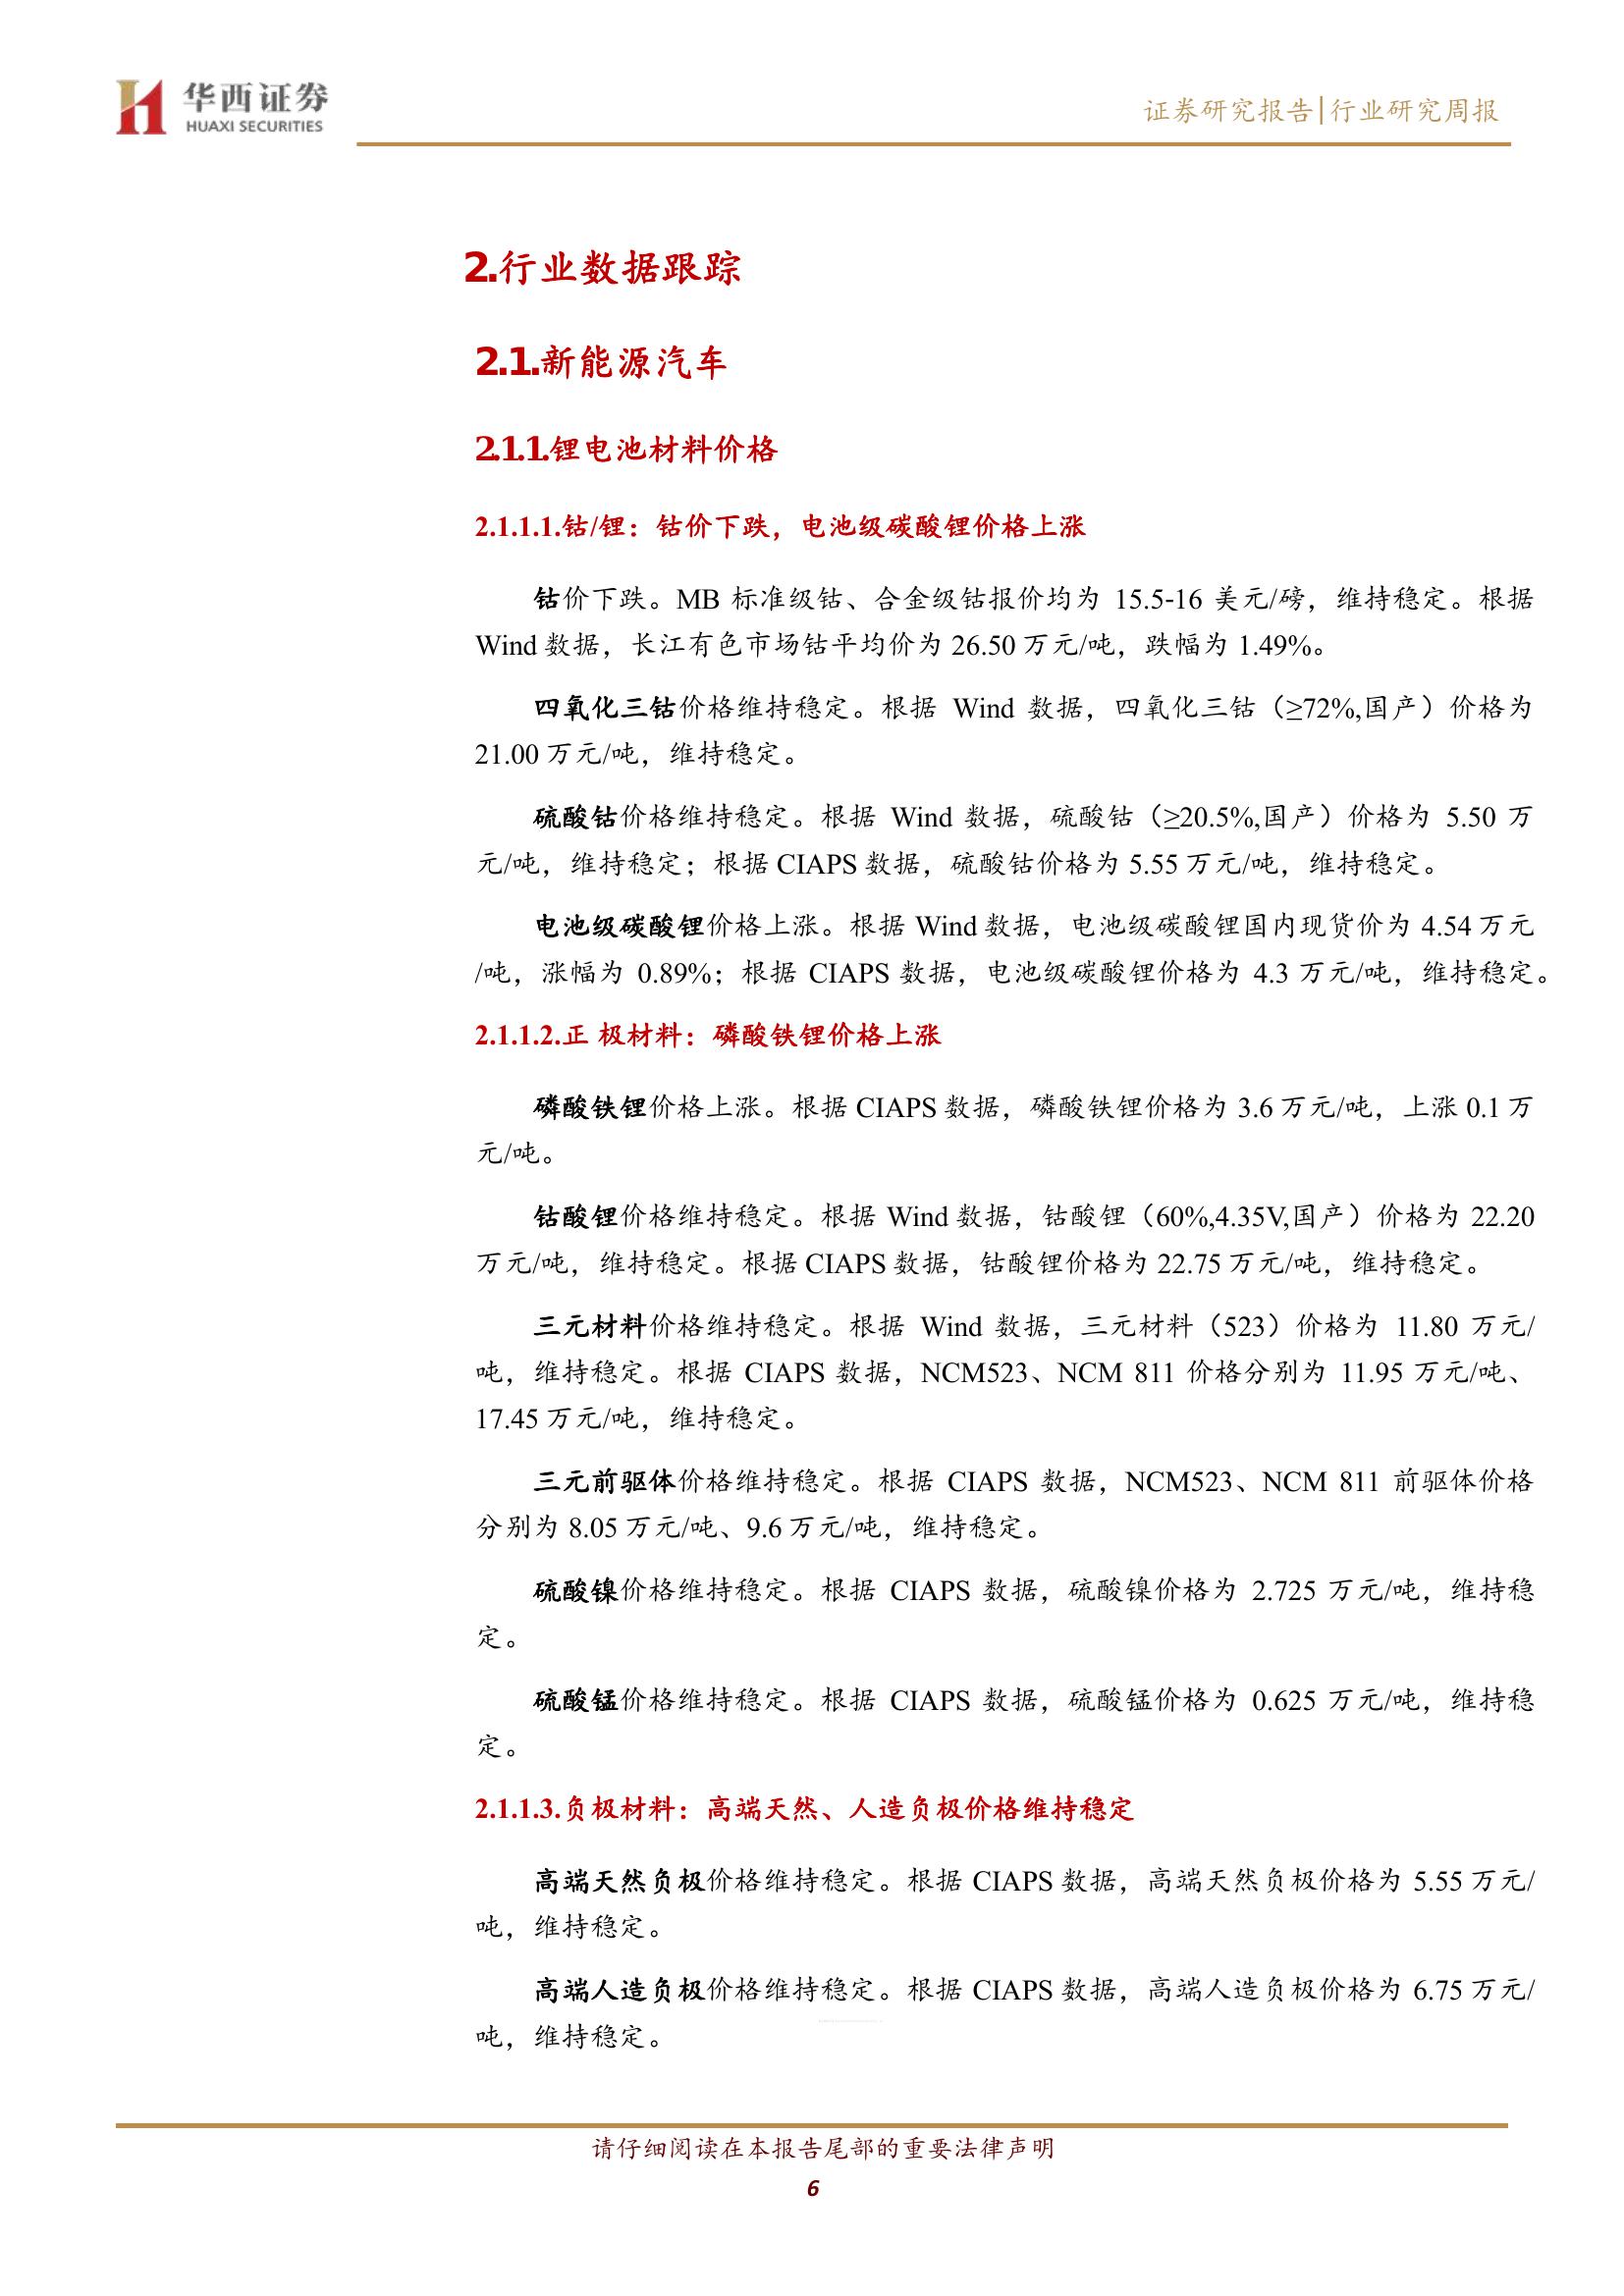 华西证券
HUAXI SECURITIES
证券研究报告|行业研究周报
2.行业数据跟踪
2.1.新能源汽车
2.1.1.锂电池材料价格
2.1.1.1.钴/锂：钴价下跌，电池级碳酸锂价格上涨
钴价下跌。MB 标准级钴、合金级钴报价均为 15.5-16 美元/磅，维持稳定。根据
Wind 数据，长江有色市场钴平均价为 26.50 万元/吨，跌幅为 1.49%。
四氧化三钴价格维持稳定。根据 Wind 数据，四氧化三钴（≥72%,国产）价格为
21.00 万元/吨，维持稳定。
硫酸钴价格维持稳定。根据 Wind 数据，硫酸钴（≥20.5%,国产）价格为 5.50 万
元/吨，维持稳定；根据 CIAPS 数据，硫酸钴价格为 5.55 万元/吨，维持稳定。
电池级碳酸锂价格上涨。根据 Wind 数据，电池级碳酸锂国内现货价为 4.54 万元
/吨，涨幅为 0.89%；根据 CIAPS 数据，电池级碳酸锂价格为 4.3 万元/吨，维持稳定。
2.1.1.2.正 极材料：磷酸铁锂价格上涨
磷酸铁锂价格上涨。根据 CIAPS 数据，磷酸铁锂价格为 3.6 万元/吨，上涨 0.1 万
元/吨。
钴酸锂价格维持稳定。根据 Wind 数据，钴酸锂（60%,4.35V,国产）价格为 22.20
万元/吨，维持稳定。根据 CIAPS 数据，钴酸锂价格为 22.75 万元/吨，维持稳定。
三元材料价格维持稳定。根据 Wind 数据，三元材料（523）价格为 11.80 万元/
吨，维持稳定。根据 CIAPS 数据，NCM523、NCM 811 价格分别为 11.95 万元/吨、
17.45 万元/吨，维持稳定。
三元前驱体价格维持稳定。根据 CIAPS 数据，NCM523、NCM 811 前驱体价格
分别为 8.05 万元/吨、9.6 万元/吨，维持稳定。
硫酸镍价格维持稳定。根据 CIAPS 数据，硫酸镍价格为 2.725 万元/吨，维持稳
定。
硫酸锰价格维持稳定。根据 CIAPS 数据，硫酸锰价格为 0.625 万元/吨，维持稳
定。
2.1.1.3.负极材料：高端天然、人造负极价格维持稳定
高端天然负极价格维持稳定。根据 CIAPS 数据，高端天然负极价格为 5.55 万元/
吨，维持稳定。
高端人造负极价格维持稳定。根据 CIAPS 数据，高端人造负极价格为 6.75 万元/
吨，维持稳定。
请仔细阅读在本报告尾部的重要法律声明
6